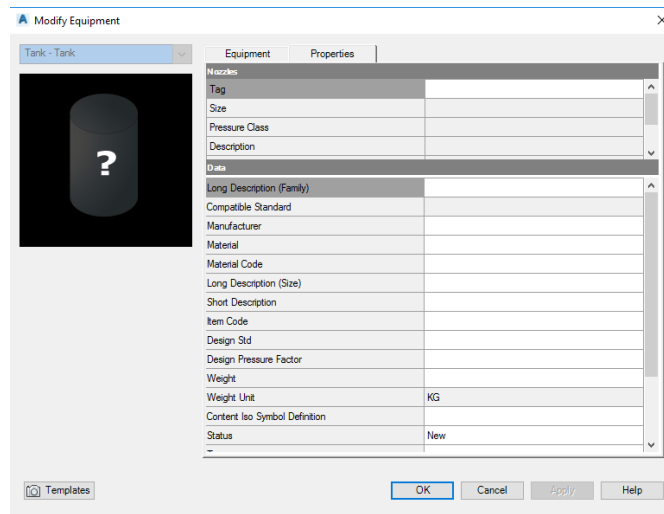 A Modify Equipment
Tank - Tank
Equipment Properties
Nozzles
Tag
Size
Pressure Class
Description
?
Data
Long Description (Family)
Compatible Standard
Manufacturer
Material
Material Code
Long Description (Size)
Short Description
Item Code
Design Std
Design Pressure Factor
Weight
Weight Unit KG
Content Iso Symbol Definition
Status New
Templates OK Cancel Apply Help